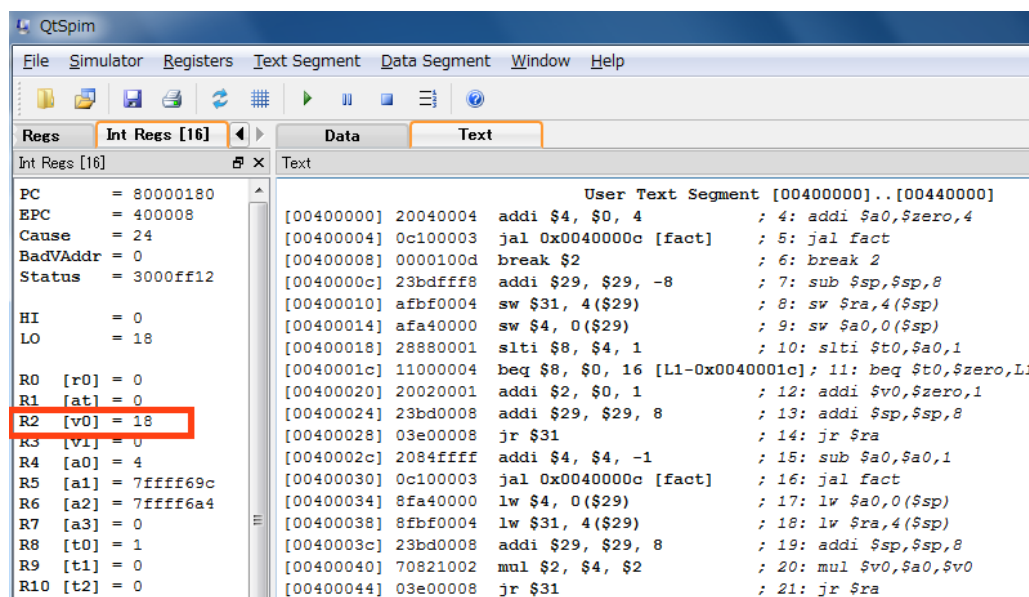 QtSpim
File Simulator Registers Text Segment Data Segment Window Help
Regs Int Regs [16] Data Text
Int Regs [16] Text
PC = 80000180
EPC = 400008
Cause = 24
BadVAddr = 0
Status = 3000ff12
HI = 0
LO = 18
R0 [r0] = 0
R1 [at] = 0
R2 [v0] = 18
R3 [v1] = 0
R4 [a0] = 4
R5 [a1] = 7ffff69c
R6 [a2] = 7ffff6a4
R7 [a3] = 0
R8 [t0] = 1
R9 [t1] = 0
R10 [t2] = 0
User Text Segment [00400000]..[00440000]
[00400000] 20040004 addi $4, $0, 4 ; 4: addi $a0,$zero,4
[00400004] 0c100003 jal 0x0040000c [fact] ; 5: jal fact
[00400008] 0000100d break $2 ; 6: break 2
[0040000c] 23bdfff8 addi $29, $29, -8 ; 7: sub $sp,$sp,8
[00400010] afbf0004 sw $31, 4($29) ; 8: sw $ra,4($sp)
[00400014] afa40000 sw $4, 0($29) ; 9: sw $a0,0($sp)
[00400018] 28880001 slti $8, $4, 1 ; 10: slti $t0,$a0,1
[0040001c] 11000004 beq $8, $0, 16 [L1-0x0040001c]; 11: beq $t0,$zero,L1
[00400020] 20020001 addi $2, $0, 1 ; 12: addi $v0,$zero,1
[00400024] 23bd0008 addi $29, $29, 8 ; 13: addi $sp,$sp,8
[00400028] 03e00008 jr $31 ; 14: jr $ra
[0040002c] 2084ffff addi $4, $4, -1 ; 15: sub $a0,$a0,1
[00400030] 0c100003 jal 0x0040000c [fact] ; 16: jal fact
[00400034] 8fa40000 lw $4, 0($29) ; 17: lw $a0,0($sp)
[00400038] 8fbf0004 lw $31, 4($29) ; 18: lw $ra,4($sp)
[0040003c] 23bd0008 addi $29, $29, 8 ; 19: addi $sp,$sp,8
[00400040] 70821002 mul $2, $4, $2 ; 20: mul $v0,$a0,$v0
[00400044] 03e00008 jr $31 ; 21: jr $ra